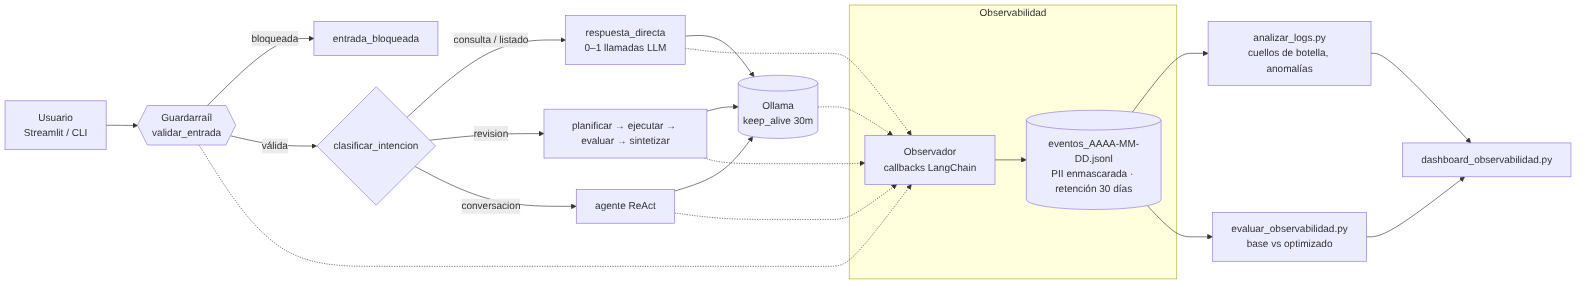 Usuario
Streamlit / CLI
Guardarraíl
validar_entrada
bloqueada
entrada_bloqueada
válida
clasificar_intencion
consulta / listado
respuesta_directa
0–1 llamadas LLM
revision
planificar → ejecutar →
evaluar → sintetizar
conversacion
agente ReAct
Ollama
keep_alive 30m
Observabilidad
Observador
callbacks LangChain
eventos_AAAA-MM-
DD.jsonl
PII enmascarada ·
retención 30 días
analizar_logs.py
cuellos de botella,
anomalías
evaluar_observabilidad.py
base vs optimizado
dashboard_observabilidad.py